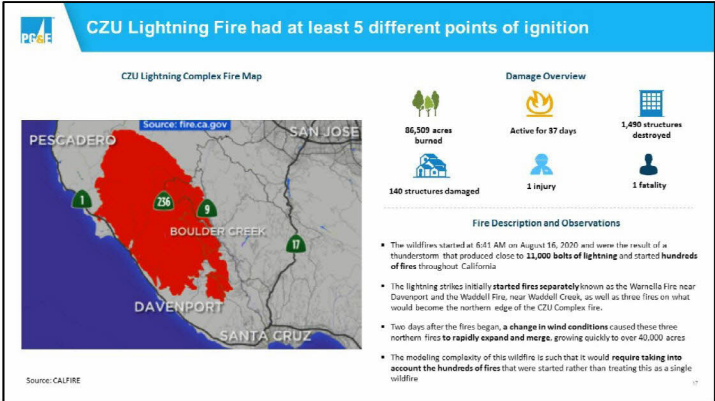 PG&E
CZU Lightning Fire had at least 5 different points of ignition
CZU Lightning Complex Fire Map
Source: fire.ca.gov
PESCADERO
SAN JOSE
1
236
9
BOULDER CREEK
17
DAVENPORT
SANTA CRUZ
Source: CALFIRE
Damage Overview
86,509 acres
burned
Active for 37 days
1,490 structures
destroyed
140 structures damaged
1 injury
1 fatality
Fire Description and Observations
▪ The wildfires started at 6:41 AM on August 16, 2020 and were the result of a
thunderstorm that produced close to 11,000 bolts of lightning and started hundreds
of fires throughout California
▪ The lightning strikes initially started fires separately known as the Warnella Fire near
Davenport and the Waddell Fire, near Waddell Creek, as well as three fires on what
would become the northern edge of the CZU Complex fire.
▪ Two days after the fires began, a change in wind conditions caused these three
northern fires to rapidly expand and merge, growing quickly to over 40,000 acres
▪ The modeling complexity of this wildfire is such that it would require taking into
account the hundreds of fires that were started rather than treating this as a single
wildfire